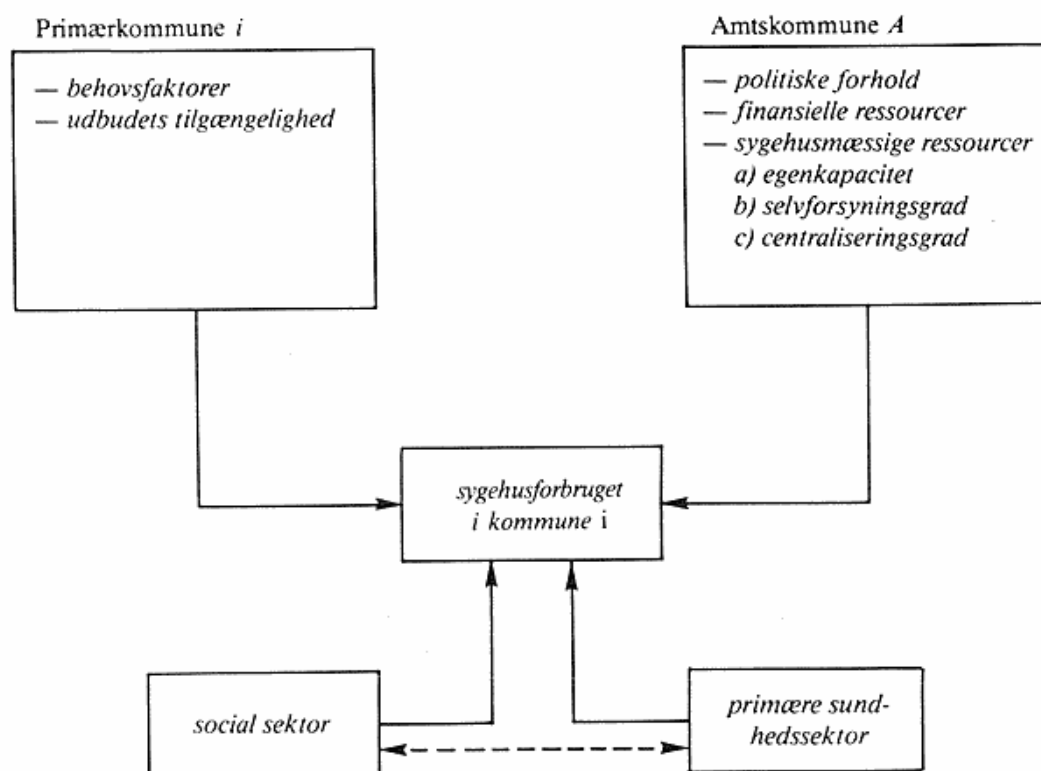 Primærkommune i
— behovsfaktorer
— udbudets tilgængelighed
Amtskommune A
— politiske forhold
— finansielle ressourcer
— sygehusmæssige ressourcer
a) egenkapacitet
b) selvforsyningsgrad
c) centraliseringsgrad
sygehusforbruget
i kommune i
social sektor
primære sund-
hedssektor